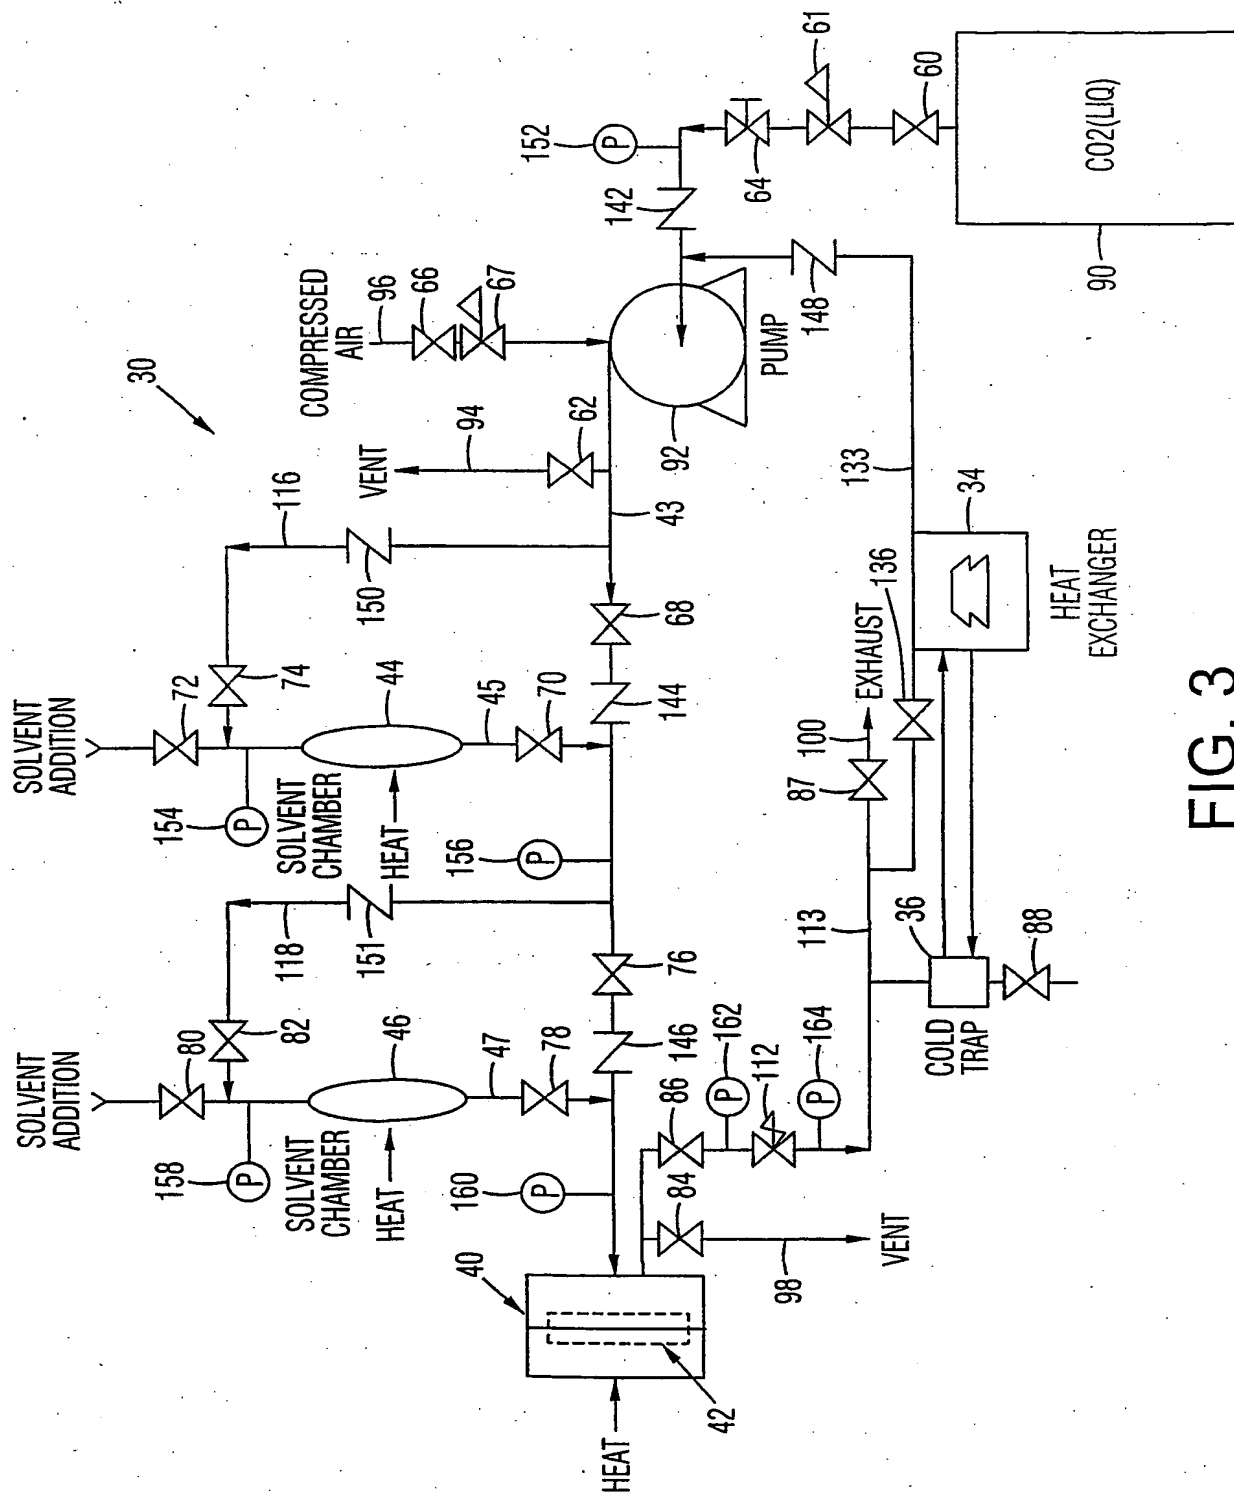 30
SOLVENT
ADDITION
80
82
158
SOLVENT
CHAMBER
46
HEAT
47
78
118
151
SOLVENT
ADDITION
72
74
154
SOLVENT
CHAMBER
44
HEAT
45
70
116
150
VENT
94
62
COMPRESSED
AIR
96
66
67
P
P
P
P
P
152
142
64
61
60
CO2(LIQ)
90
HEAT
40
42
160
146
76
156
144
68
43
92
PUMP
148
84
98
VENT
86
162
P
112
164
P
113
36
COLD
TRAP
88
87
100
EXHAUST
136
133
34
HEAT
EXCHANGER
FIG. 3